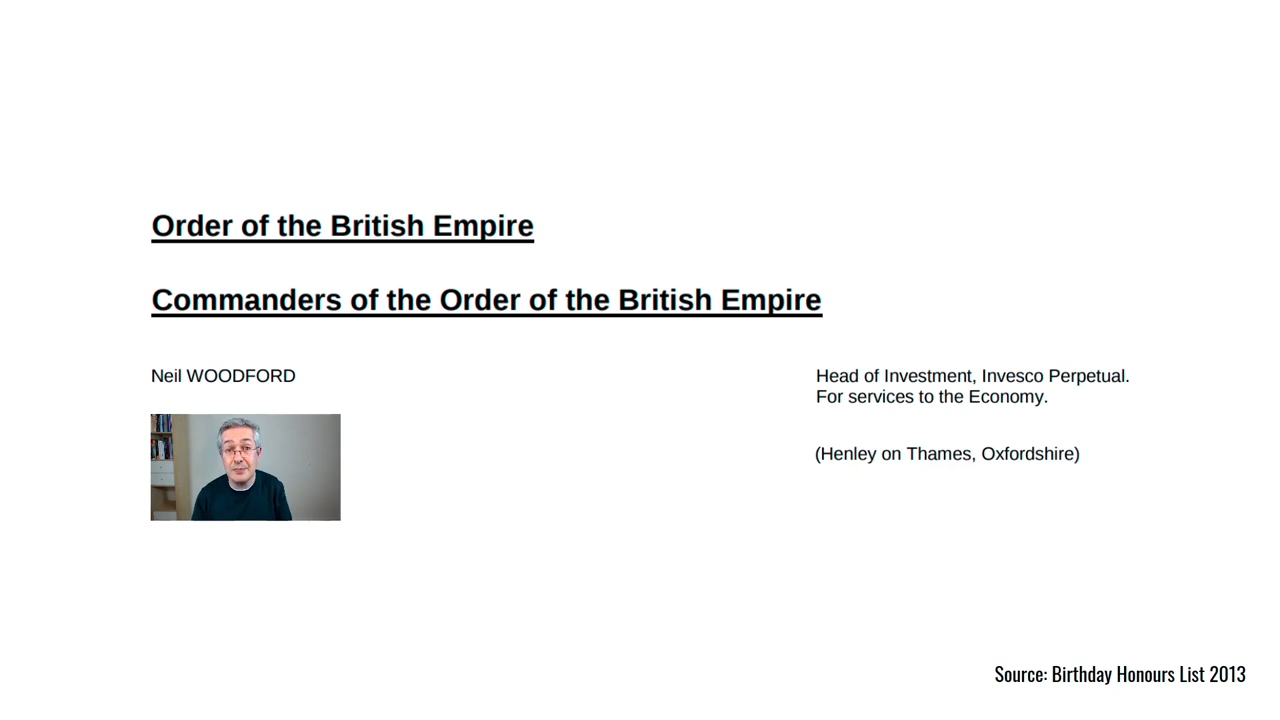 Order of the British Empire
Commanders of the Order of the British Empire
Neil WOODFORD
Head of Investment, Invesco Perpetual.
For services to the Economy.
(Henley on Thames, Oxfordshire)
Source: Birthday Honours List 2013